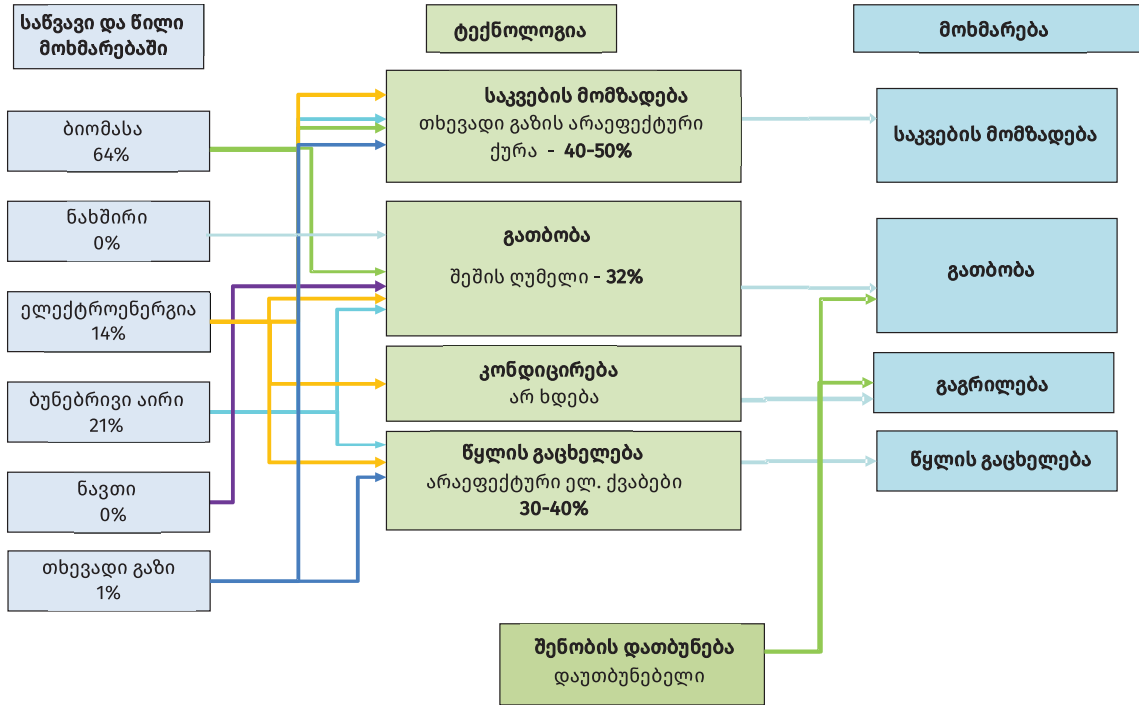 საწვავი და წილი
მოხმარებაში
ტექნოლოგია
მოხმარება
ბიომასა
64%
ნახშირი
0%
ელექტროენერგია
14%
ბუნებრივი აირი
21%
ნავთი
0%
თხევადი გაზი
1%
საკვების მომზადება
თხევადი გაზის არაეფექტური
ქურა - 40-50%
გათბობა
შეშის ღუმელი - 32%
კონდიცირება
არ ხდება
წყლის გაცხელება
არაეფექტური ელ. ქვაბები
30-40%
შენობის დათბუნება
დაუთბუნებელი
საკვების მომზადება
გათბობა
გაგრილება
წყლის გაცხელება